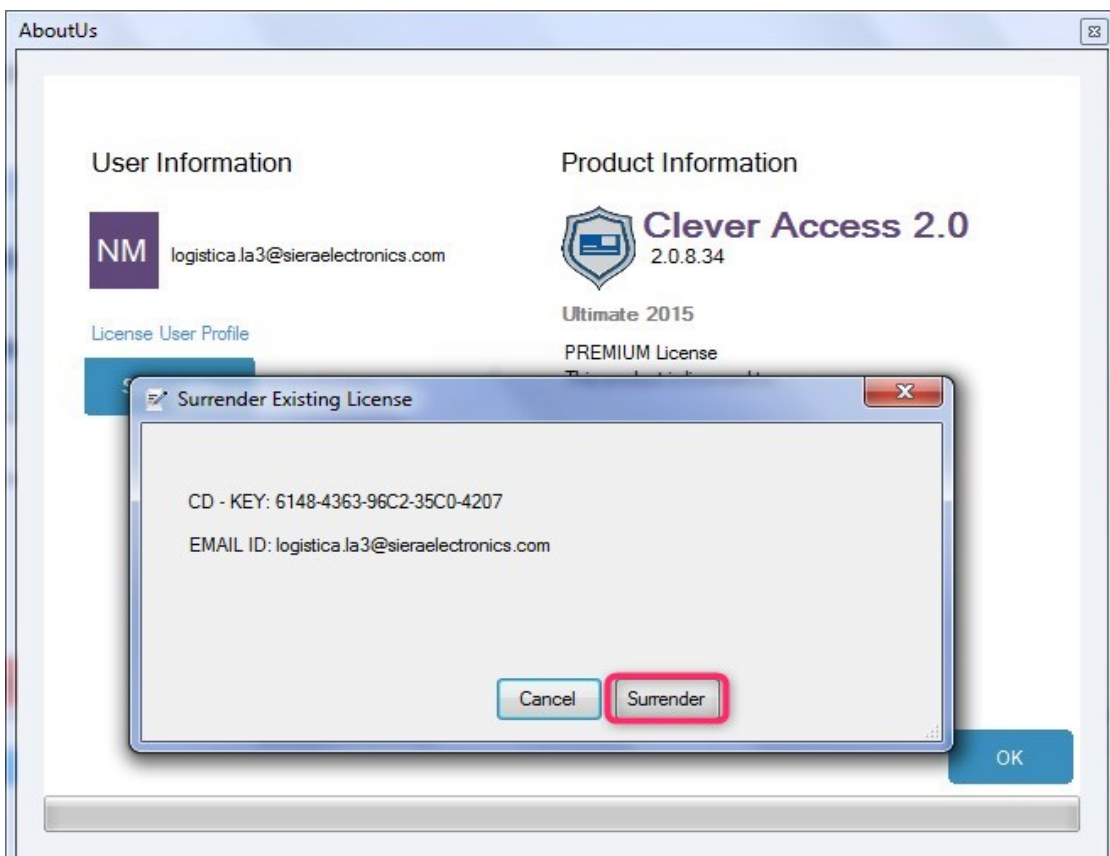 AboutUs
User Information
NM
logistica.la3@sieraelectronics.com
License User Profile
Product Information
Clever Access 2.0
2.0.8.34
Ultimate 2015
PREMIUM License
Surrender Existing License
CD - KEY: 6148-4363-96C2-35C0-4207
EMAIL ID: logistica.la3@sieraelectronics.com
Cancel
Surrender
OK